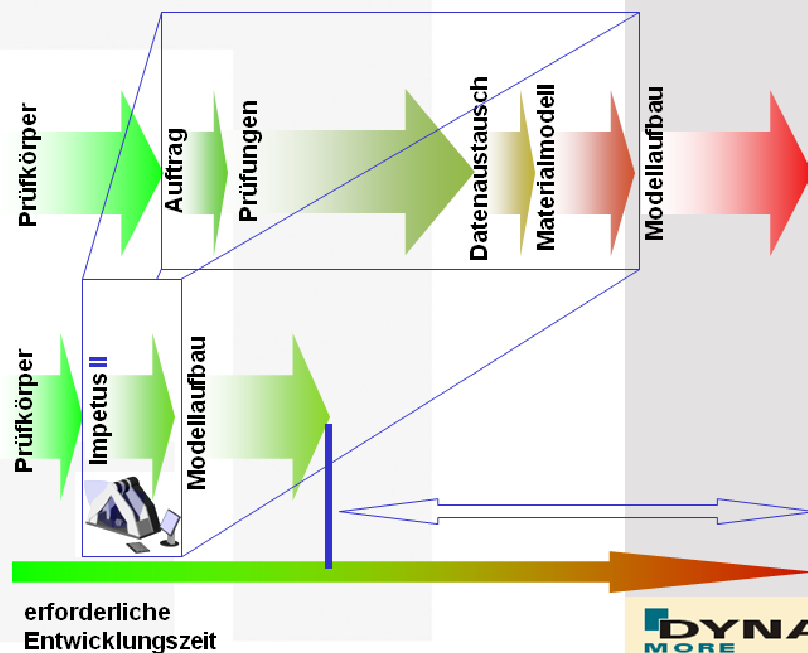 Prüfkörper
Auftrag
Prüfungen
Datenaustausch
Materialmodell
Modellaufbau
Prüfkörper
Impetus II
Modellaufbau
erforderliche
Entwicklungszeit
DYNA
MORE